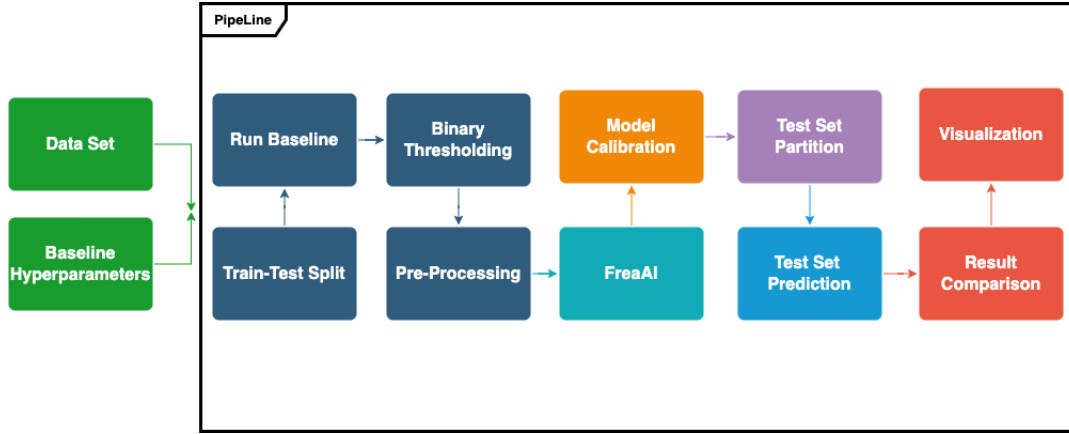 PipeLine
Data Set
Baseline
Hyperparameters
Run Baseline
Binary
Thresholding
Model
Calibration
Test Set
Partition
Visualization
Train-Test Split
Pre-Processing
FreaAI
Test Set
Prediction
Result
Comparison